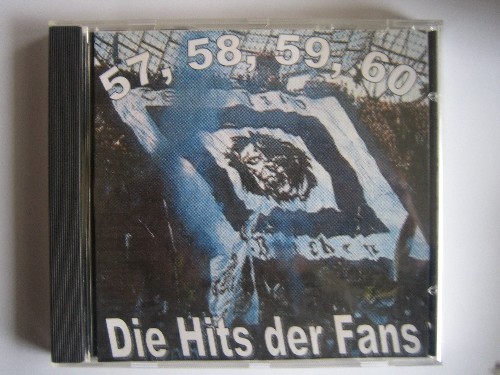 57, 58, 59, 60
Die Hits der Fans